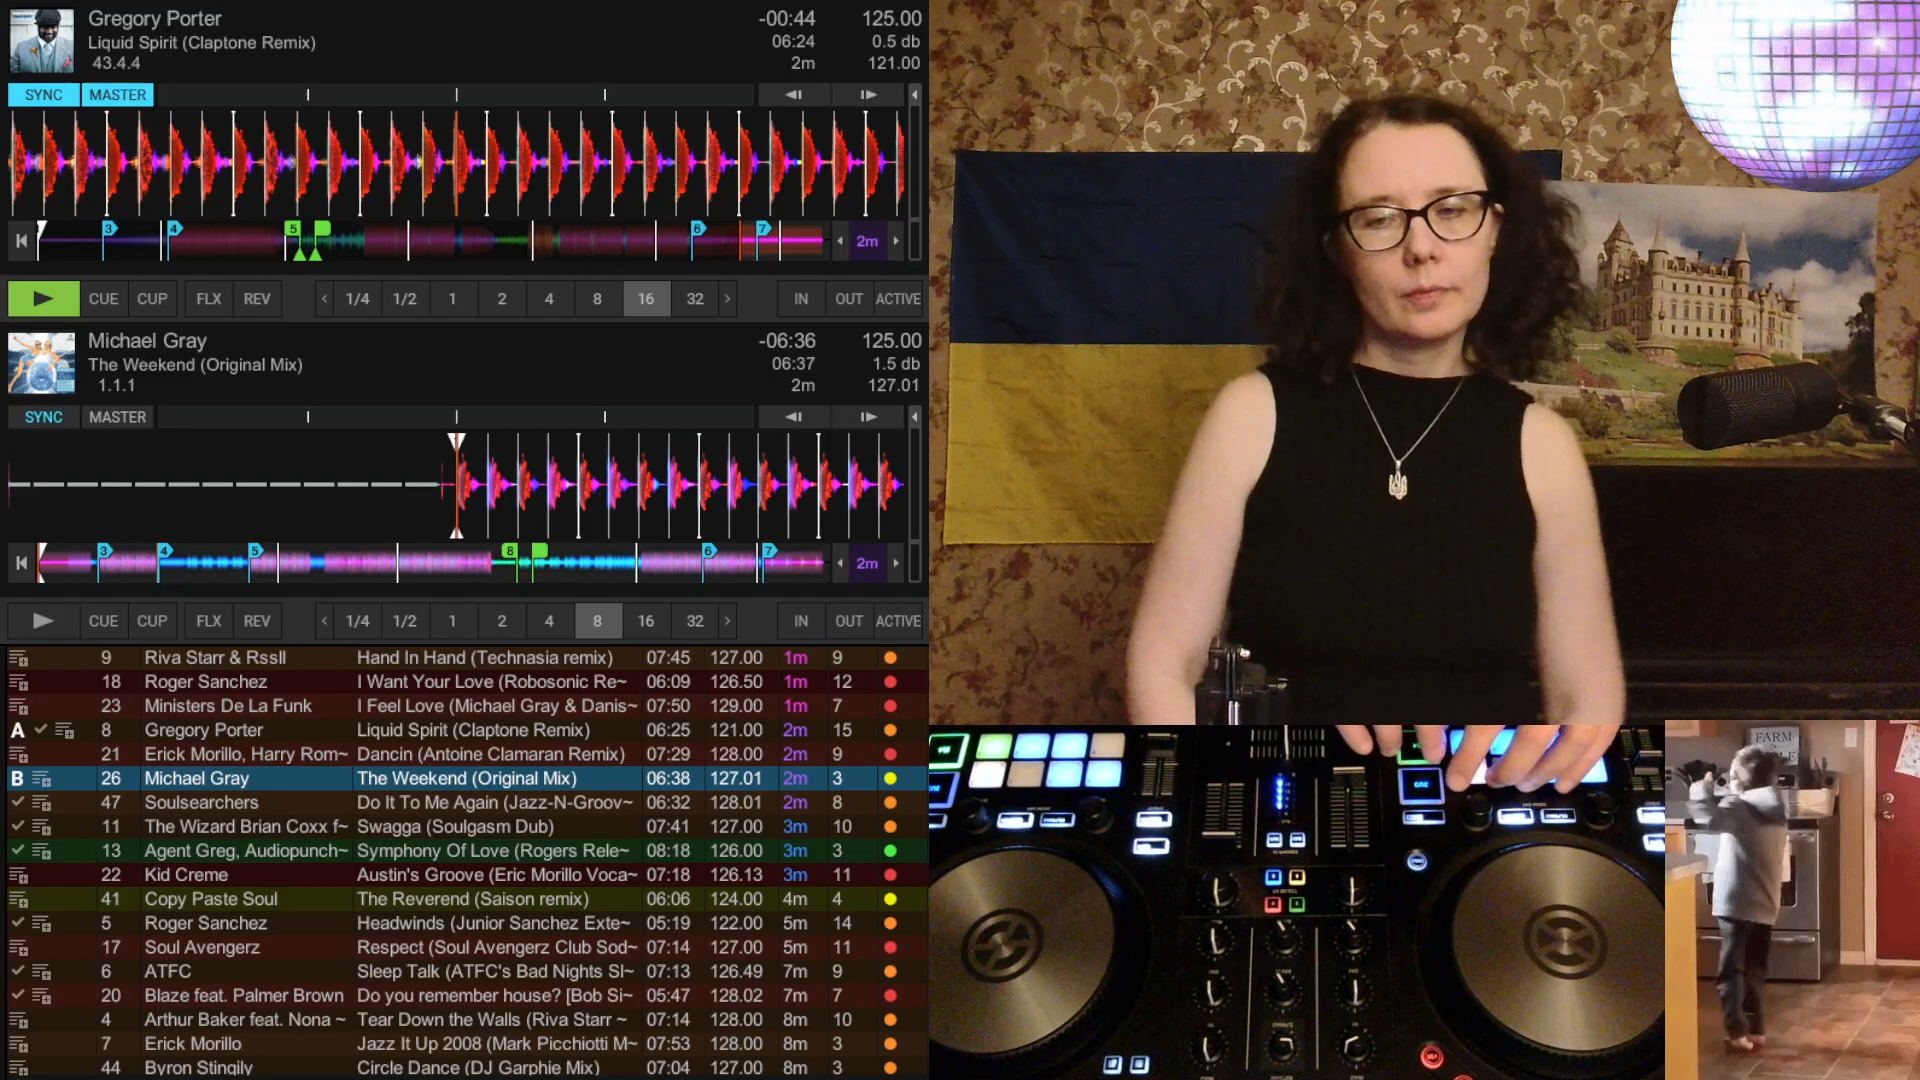 Gregory Porter -00:44 125.00
Liquid Spirit (Claptone Remix) 06:24 0.5 db
43.4.4 2m 121.00
SYNC MASTER
3 4 5 6 7 2m
CUE CUP FLX REV 1/4 1/2 1 2 4 8 16 32 IN OUT ACTIVE
Michael Gray -06:36 125.00
The Weekend (Original Mix) 06:37 1.5 db
1.1.1 2m 127.01
SYNC MASTER
3 4 5 8 6 7 2m
CUE CUP FLX REV 1/4 1/2 1 2 4 8 16 32 IN OUT ACTIVE
9 Riva Starr & Rssll Hand In Hand (Technasia remix) 07:45 127.00 1m 9
18 Roger Sanchez I Want Your Love (Robosonic Re~ 06:09 126.50 1m 12
23 Ministers De La Funk I Feel Love (Michael Gray & Danis~ 07:50 129.00 1m 7
A 8 Gregory Porter Liquid Spirit (Claptone Remix) 06:25 121.00 2m 15
21 Erick Morillo, Harry Rom~ Dancin (Antoine Clamaran Remix) 07:29 128.00 2m 9
B 26 Michael Gray The Weekend (Original Mix) 06:38 127.01 2m 3
47 Soulsearchers Do It To Me Again (Jazz-N-Groov~ 06:32 128.01 2m 8
11 The Wizard Brian Coxx f~ Swagga (Soulgasm Dub) 07:41 127.00 3m 10
13 Agent Greg, Audiopunch~ Symphony Of Love (Rogers Rele~ 08:18 126.00 3m 3
22 Kid Creme Austin's Groove (Eric Morillo Voca~ 07:18 126.13 3m 11
41 Copy Paste Soul The Reverend (Saison remix) 06:06 124.00 4m 4
5 Roger Sanchez Headwinds (Junior Sanchez Exte~ 05:19 122.00 5m 14
17 Soul Avengerz Respect (Soul Avengerz Club Sod~ 07:14 127.00 5m 11
6 ATFC Sleep Talk (ATFC's Bad Nights Sl~ 07:13 126.49 7m 9
20 Blaze feat. Palmer Brown Do you remember house? [Bob Si~ 05:47 128.02 7m 7
4 Arthur Baker feat. Nona ~ Tear Down the Walls (Riva Starr ~ 07:14 128.00 8m 10
7 Erick Morillo Jazz It Up 2008 (Mark Picchiotti M~ 07:53 128.00 8m 3
44 Byron Stingily Circle Dance (DJ Garphie Mix) 07:04 127.00 8m 3
FARM